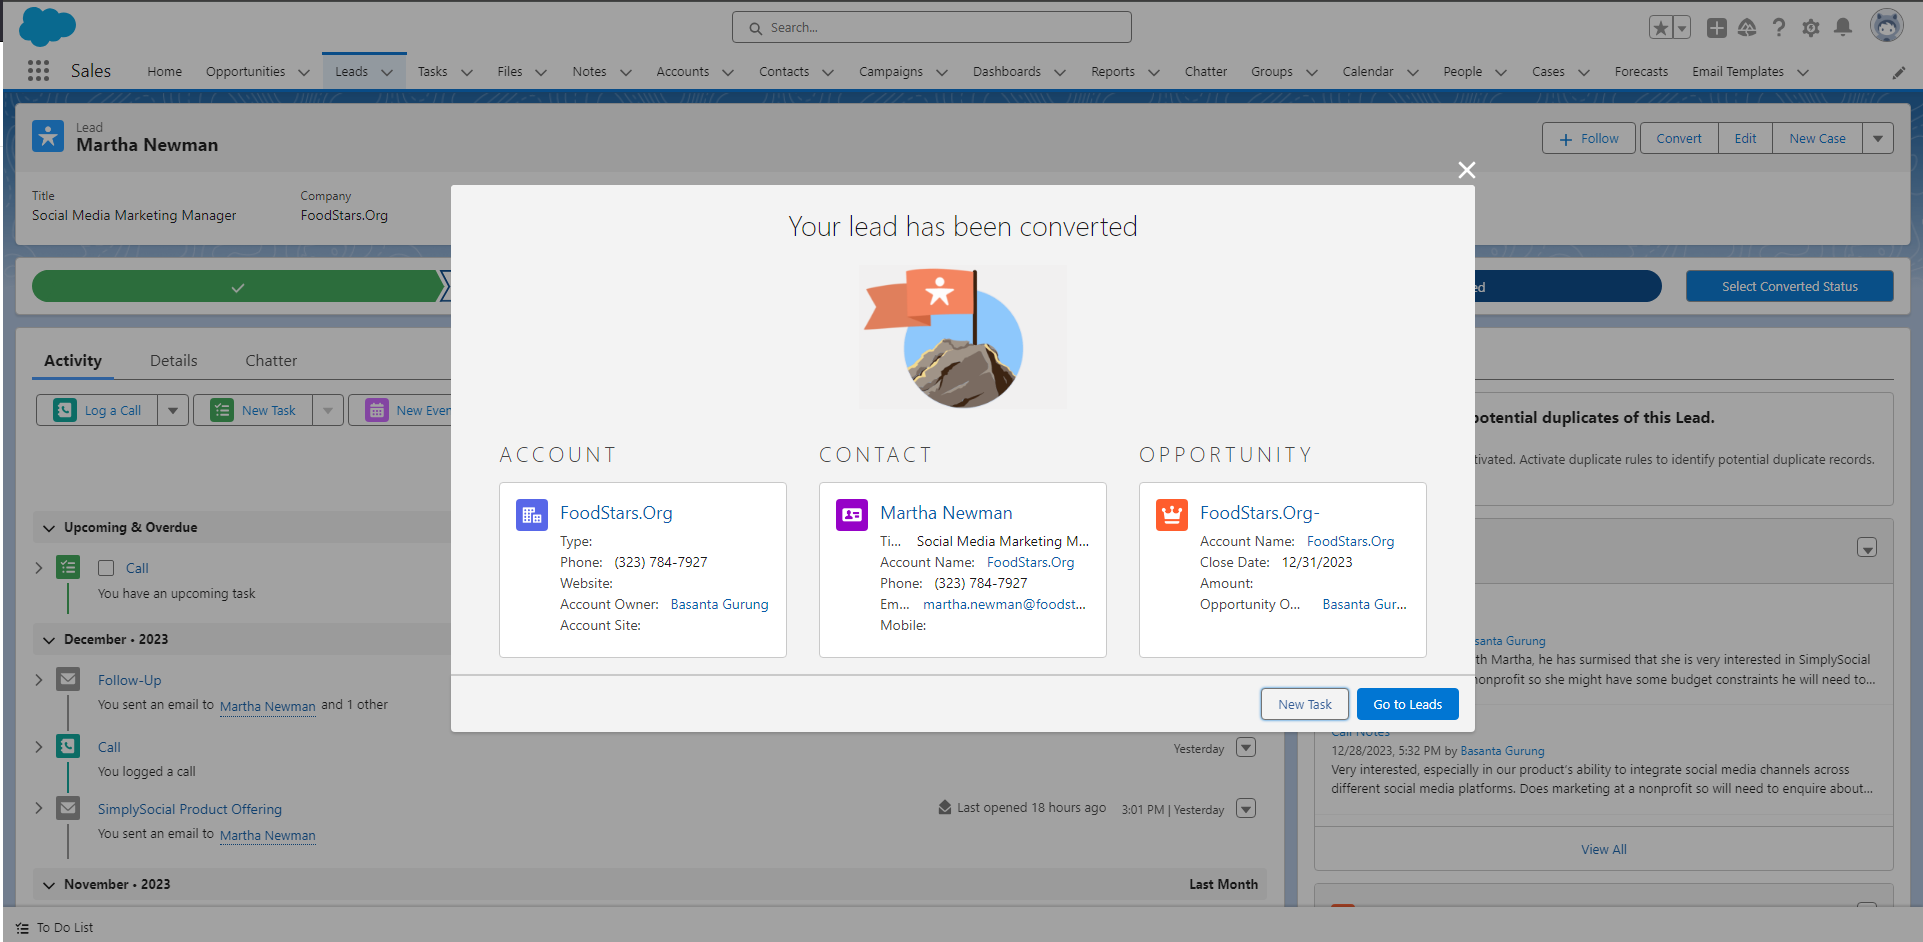 Search...
Sales
Home
Opportunities
Leads
Tasks
Files
Notes
Accounts
Contacts
Campaigns
Dashboards
Reports
Chatter
Groups
Calendar
People
Cases
Forecasts
Email Templates
Lead
Martha Newman
Follow
Convert
Edit
New Case
Title
Social Media Marketing Manager
Company
FoodStars.Org
ed
Select Converted Status
Activity
Details
Chatter
Log a Call
New Task
New Even
Upcoming & Overdue
Call
You have an upcoming task
December • 2023
Follow-Up
You sent an email to Martha Newman and 1 other
Call
You logged a call
Yesterday
SimplySocial Product Offering
Last opened 18 hours ago
3:01 PM | Yesterday
You sent an email to Martha Newman
November • 2023
Last Month
To Do List
Your lead has been converted
ACCOUNT
FoodStars.Org
Type:
Phone: (323) 784-7927
Website:
Account Owner: Basanta Gurung
Account Site:
CONTACT
Martha Newman
Ti... Social Media Marketing M...
Account Name: FoodStars.Org
Phone: (323) 784-7927
Em... martha.newman@foodst...
Mobile:
OPPORTUNITY
FoodStars.Org-
Account Name: FoodStars.Org
Close Date: 12/31/2023
Amount:
Opportunity O... Basanta Gur...
New Task
Go to Leads
potential duplicates of this Lead.
tivated. Activate duplicate rules to identify potential duplicate records.
santa Gurung
th Martha, he has surmised that she is very interested in SimplySocial
nonprofit so she might have some budget constraints he will need to...
Call Notes
12/28/2023, 5:32 PM by Basanta Gurung
Very interested, especially in our product's ability to integrate social media channels across
different social media platforms. Does marketing at a nonprofit so will need to enquire about...
View All